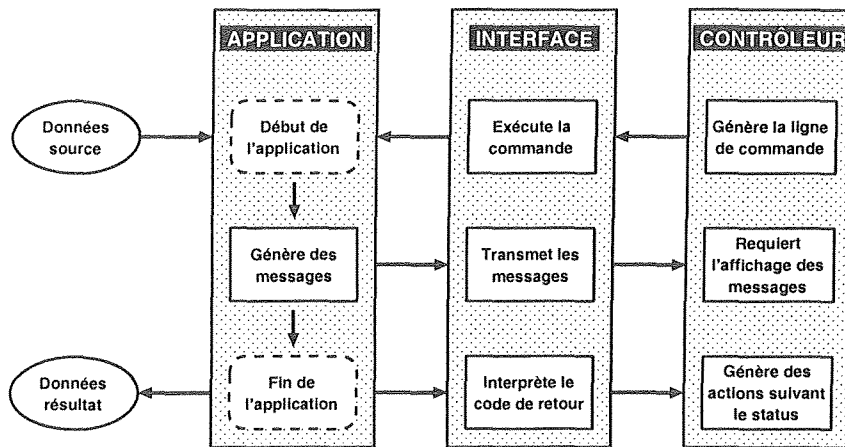 APPLICATION
INTERFACE
CONTRÔLEUR
Données
source
Début de
l'application
Exécute la
commande
Génère la ligne
de commande
Génère des
messages
Transmet les
messages
Requiert
l'affichage des
messages
Données
résultat
Fin de
l'application
Interprète le
code de retour
Génère des
actions suivant
le status